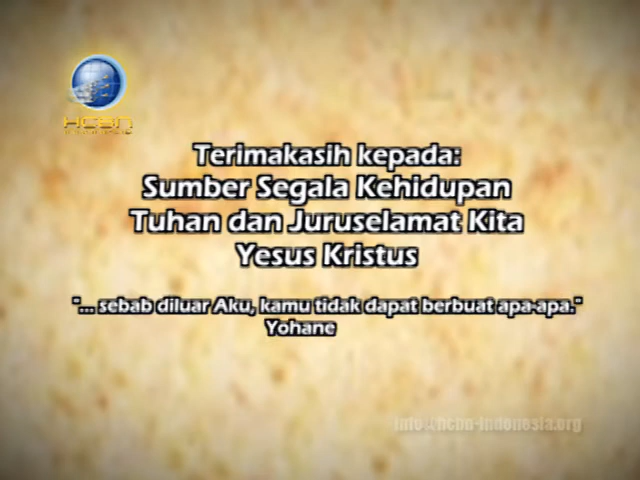 HCBN
Terimakasih kepada:
Sumber Segala Kehidupan
Tuhan dan Juruselamat Kita
Yesus Kristus
"... sebab diluar Aku, kamu tidak dapat berbuat apa-apa."
Yohane
info@hcbn-indonesia.org